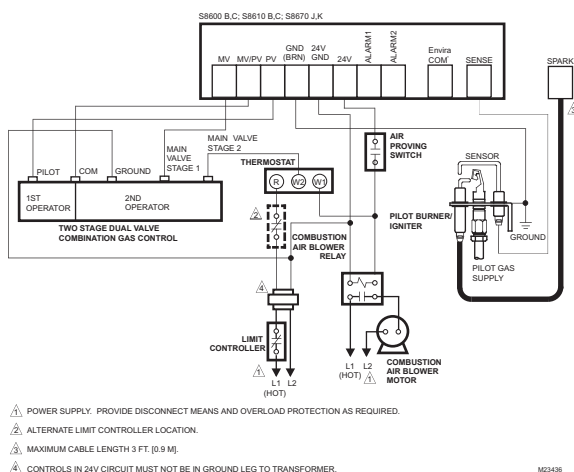 S8600 B,C; S8610 B,C; S8670 J,K
MV
MV/PV
PV
GND
(BRN)
24V
GND
24V
ALARM1
ALARM2
Envira
COM
SENSE
SPARK
3
AIR
PROVING
SWITCH
MAIN
VALVE
STAGE 1
MAIN VALVE
STAGE 2
PILOT
COM
GROUND
1ST
OPERATOR
2ND
OPERATOR
TWO STAGE DUAL VALVE
COMBINATION GAS CONTROL
THERMOSTAT
R
W2
W1
2
COMBUSTION
AIR BLOWER
RELAY
SENSOR
PILOT BURNER/
IGNITER
GROUND
PILOT GAS
SUPPLY
4
LIMIT
CONTROLLER
1
L1
(HOT)
L2
L1
(HOT)
L2
1
COMBUSTION
AIR BLOWER
MOTOR
1 POWER SUPPLY. PROVIDE DISCONNECT MEANS AND OVERLOAD PROTECTION AS REQUIRED.
2 ALTERNATE LIMIT CONTROLLER LOCATION.
3 MAXIMUM CABLE LENGTH 3 FT. [0.9 M].
4 CONTROLS IN 24V CIRCUIT MUST NOT BE IN GROUND LEG TO TRANSFORMER.
M23436